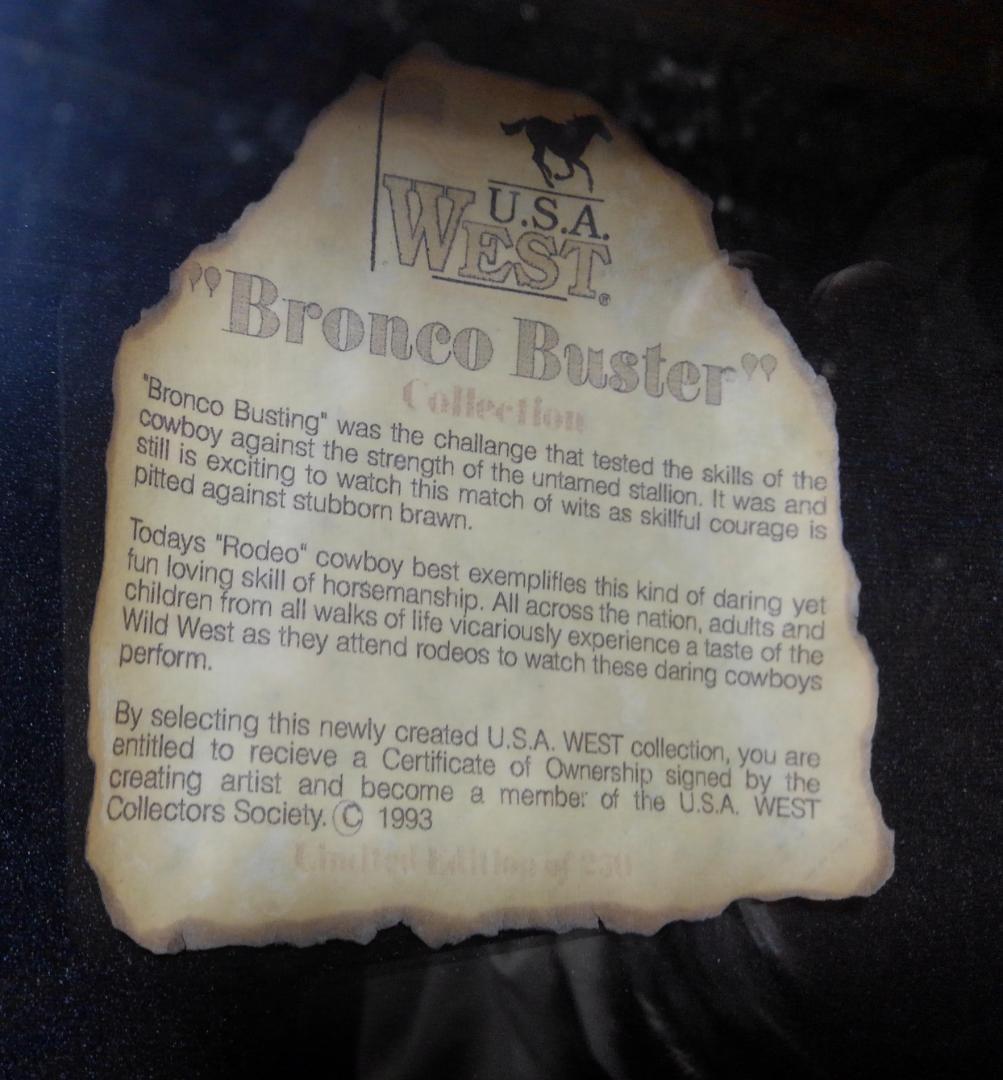 U.S.A.
WEST®
"Bronco Buster"
Collection
"Bronco Busting" was the challange that tested the skills of the
cowboy against the strength of the untamed stallion. It was and
still is exciting to watch this match of wits as skillful courage is
pitted against stubborn brawn.
Todays "Rodeo" cowboy best exemplifies this kind of daring yet
fun loving skill of horsemanship. All across the nation, adults and
children from all walks of life vicariously experience a taste of the
Wild West as they attend rodeos to watch these daring cowboys
perform.
By selecting this newly created U.S.A. WEST collection, you are
entitled to recieve a Certificate of Ownership signed by the
creating artist and become a member of the U.S.A. WEST
Collectors Society. © 1993
Limited Edition of 250